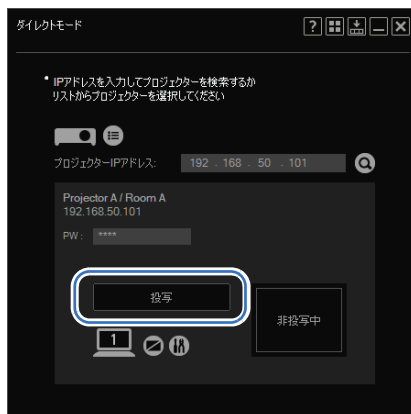 ダイレクトモード
* IPアドレスを入力してプロジェクターを検索するか
リストからプロジェクターを選択してください
プロジェクターIPアドレス: 192 . 168 . 50 . 101
Projector A / Room A
192.168.50.101
PW : ****
投写
非投写中
1